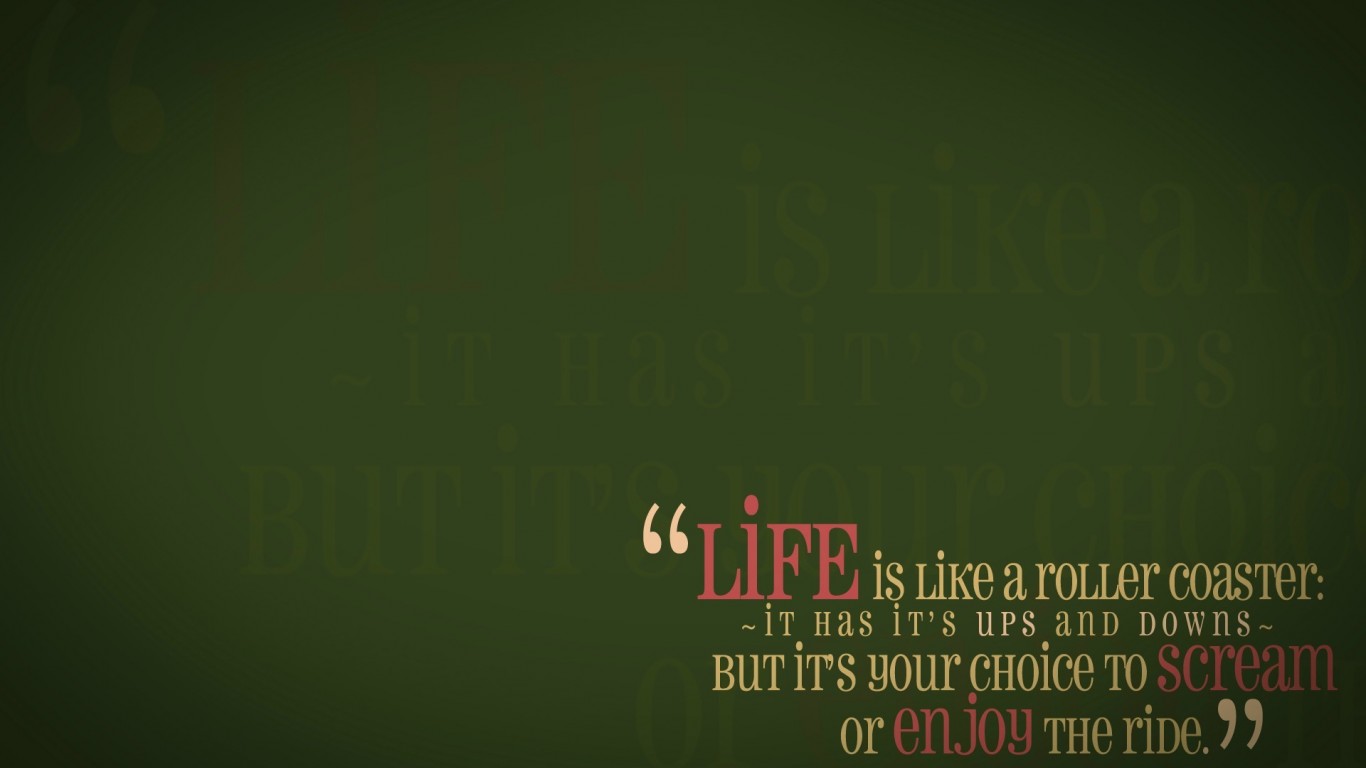 “LiFE is Like a roller coaster:
~it has it's ups and downs~
But it's your choice to scream
or enjoy the ride.”